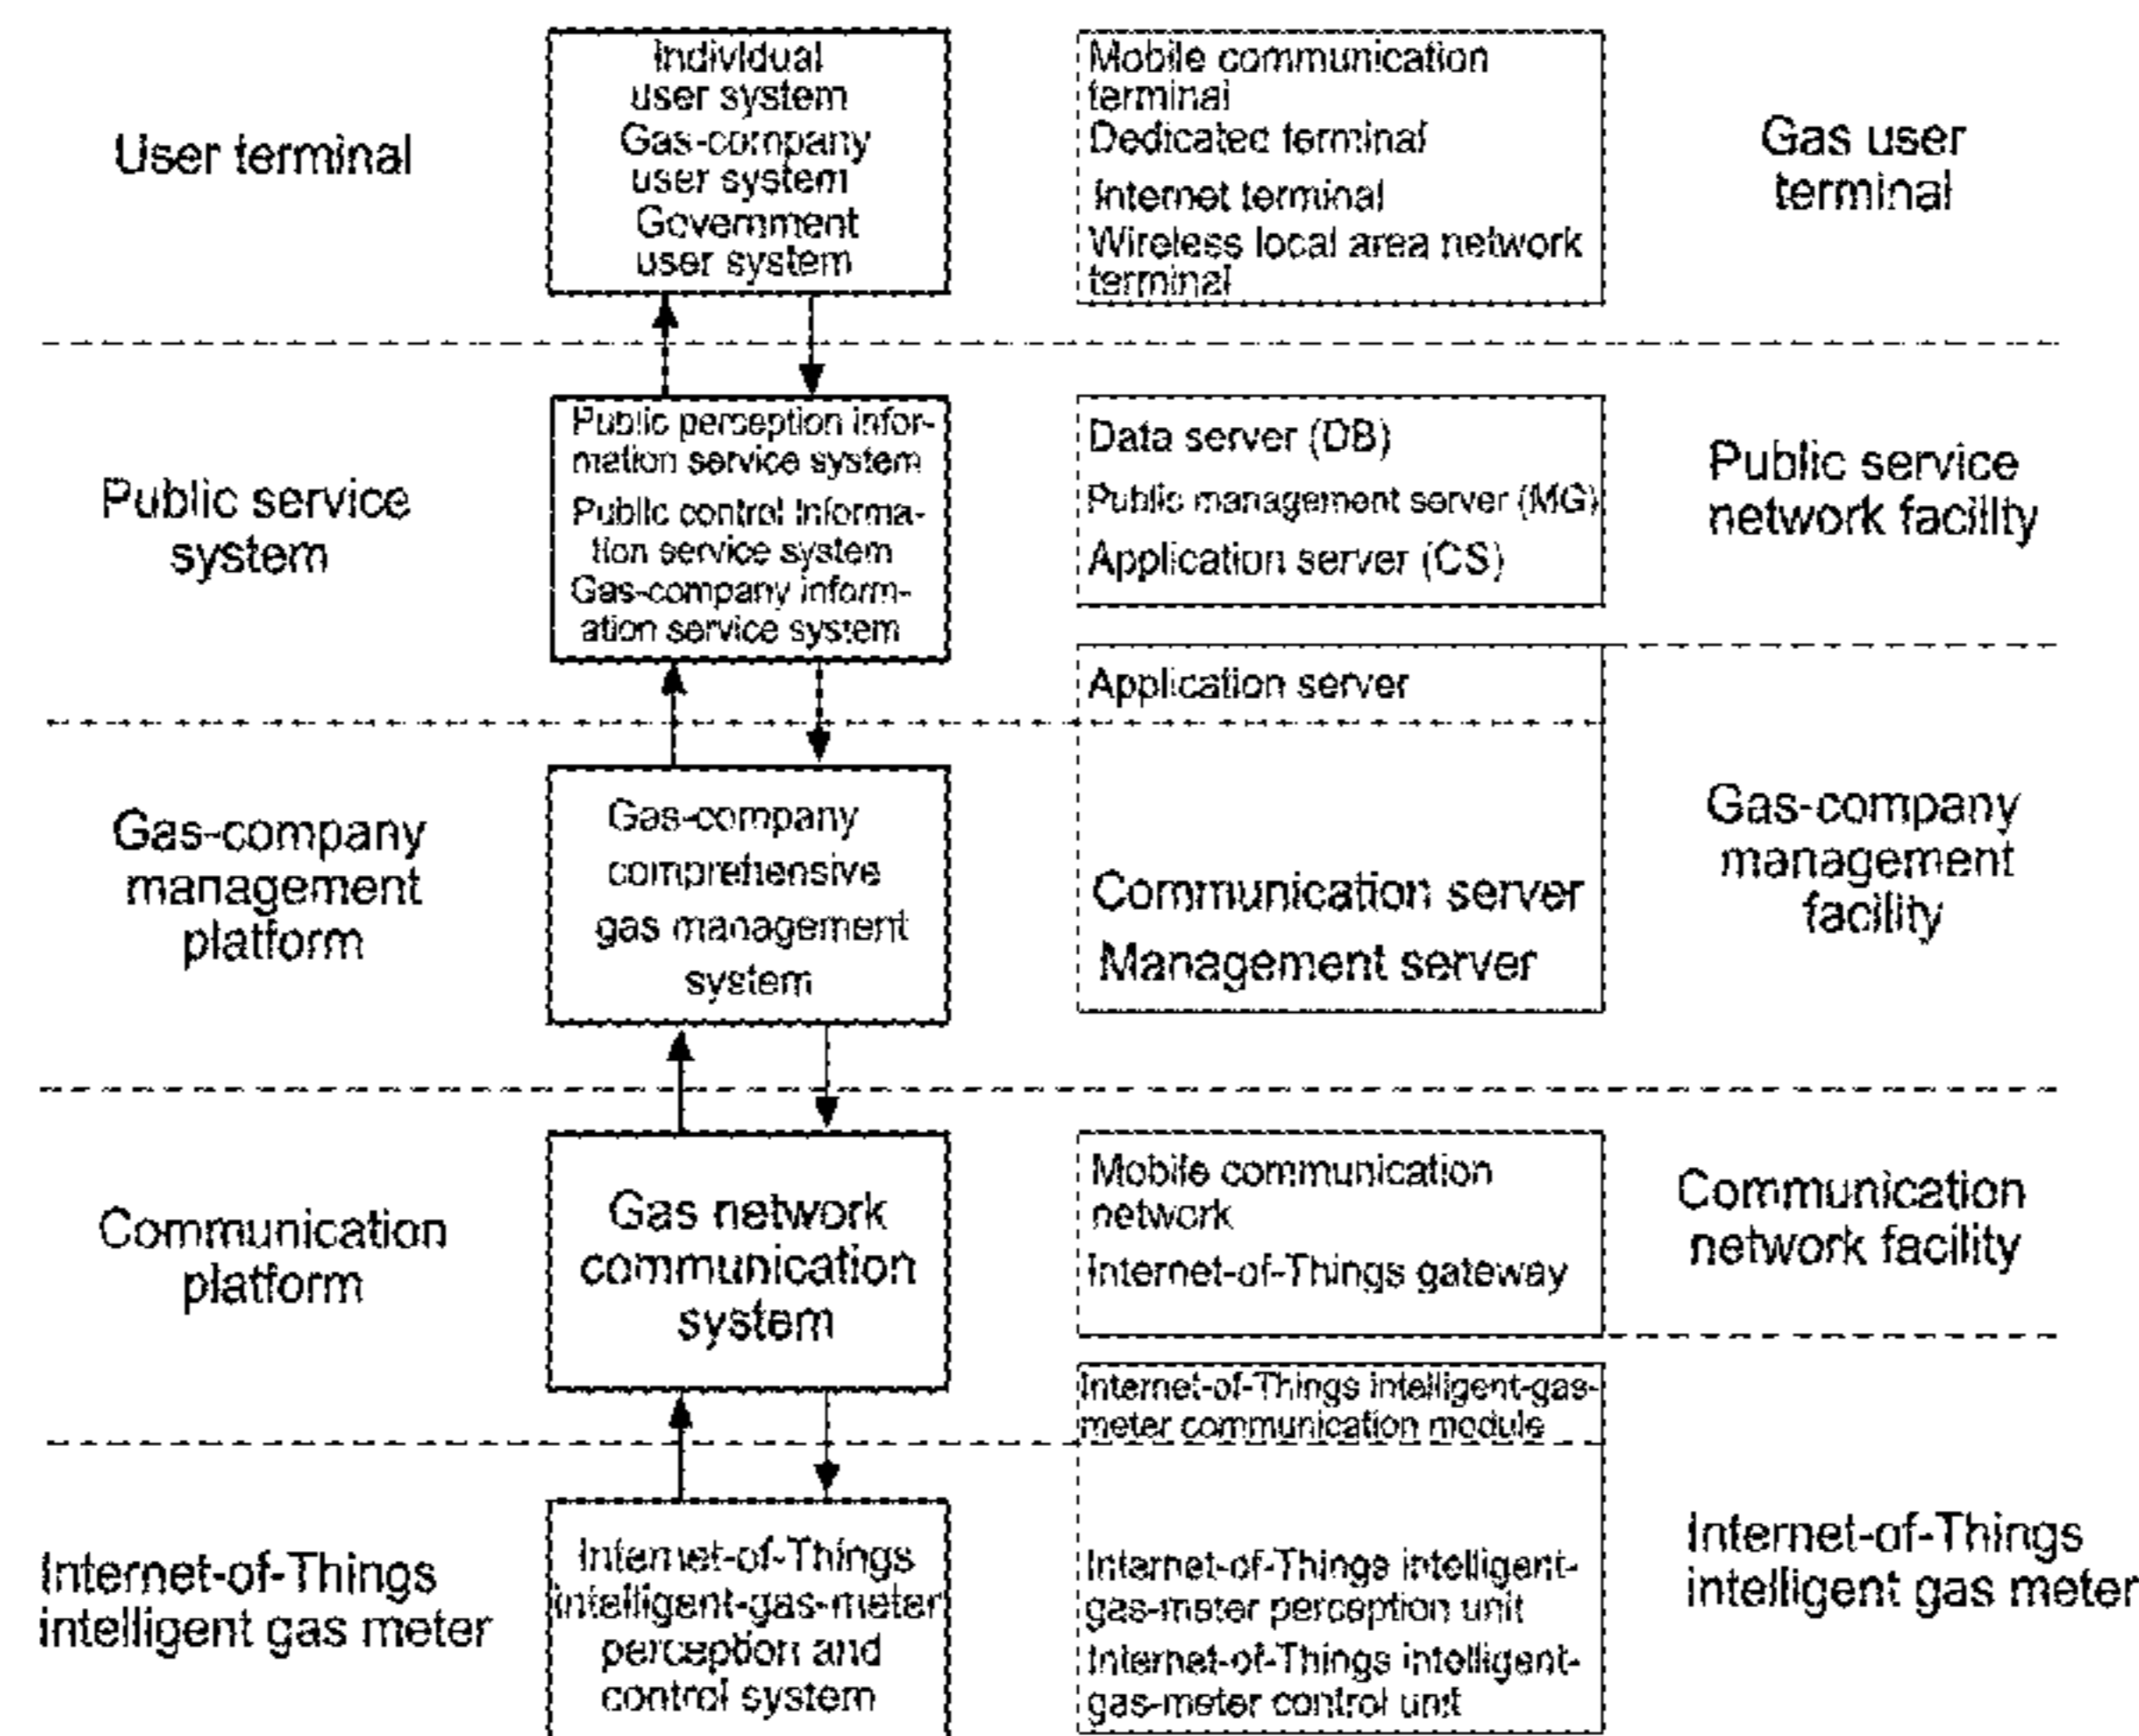 User terminal
Individual
user system
Gas-company
user system
Government
user system
Mobile communication
terminal
Dedicated terminal
Internet terminal
Wireless local area network
terminal
Gas user
terminal
Public service
system
Public perception infor-
mation service system
Public control informa-
tion service system
Gas-company inform-
ation service system
Data server (DB)
Public management server (MG)
Application server (CS)
Public service
network facility
Application server
Gas-company
management
platform
Gas-company
comprehensive
gas management
system
Communication server
Management server
Gas-company
management
facility
Communication
platform
Gas network
communication
system
Mobile communication
network
Internet-of-Things gateway
Communication
network facility
Internet-of-Things intelligent-gas-
meter communication module
Internet-of-Things
intelligent gas meter
Internet-of-Things
intelligent-gas-meter
perception and
control system
Internet-of-Things intelligent-
gas-meter perception unit
Internet-of-Things intelligent-
gas-meter control unit
Internet-of-Things
intelligent gas meter